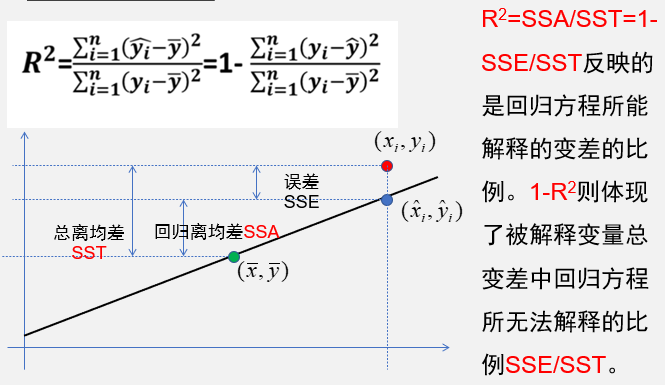 R²=\frac{\sum_{i=1}^{n}(\hat{y_i}-\bar{y})^2}{\sum_{i=1}^{n}(y_i-\bar{y})^2}=1-\frac{\sum_{i=1}^{n}(y_i-\hat{y})^2}{\sum_{i=1}^{n}(y_i-\bar{y})^2}
(x_i, y_i)
误差
SSE
(\hat{x}_i, \hat{y}_i)
总离均差
SST
回归离均差SSA
(\bar{x}, \bar{y})
R²=SSA/SST=1-
SSE/SST反映的
是回归方程所能
解释的变差的比
例。1-R²则体现
了被解释变量总
变差中回归方程
所无法解释的比
例SSE/SST。